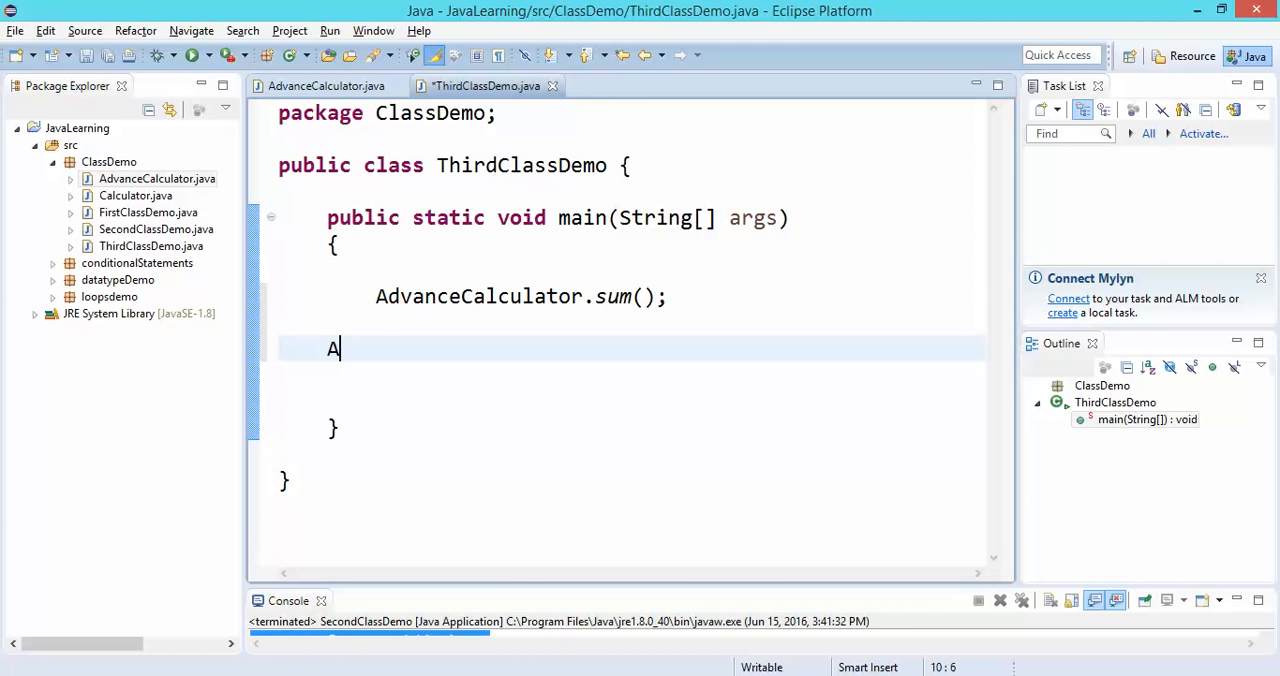 Java - JavaLearning/src/ClassDemo/ThirdClassDemo.java - Eclipse Platform
File Edit Source Refactor Navigate Search Project Run Window Help
Quick Access
Resource
Java
Package Explorer
JavaLearning
src
ClassDemo
AdvanceCalculator.java
Calculator.java
FirstClassDemo.java
SecondClassDemo.java
ThirdClassDemo.java
conditionalStatements
datatypeDemo
loopsdemo
JRE System Library [JavaSE-1.8]
AdvanceCalculator.java
*ThirdClassDemo.java
package ClassDemo;
public class ThirdClassDemo {
public static void main(String[] args)
{
AdvanceCalculator.sum();
A
}
}
Task List
Find
All
Activate...
Connect Mylyn
Connect to your task and ALM tools or
create a local task.
Outline
ClassDemo
ThirdClassDemo
main(String[]) : void
Console
<terminated> SecondClassDemo [Java Application] C:\Program Files\Java\jre1.8.0_40\bin\javaw.exe (Jun 15, 2016, 3:41:32 PM)
Writable
Smart Insert
10 : 6